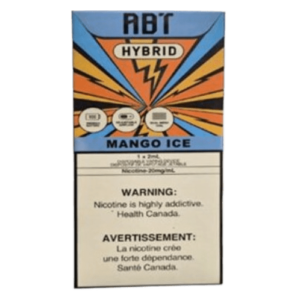 ABT
HYBRID
MANGO ICE
1 x 2mL
Nicotine-20mg/mL
WARNING:
Nicotine is highly addictive.
Health Canada.
AVERTISSEMENT:
La nicotine crée
une forte dépendance.
Santé Canada.